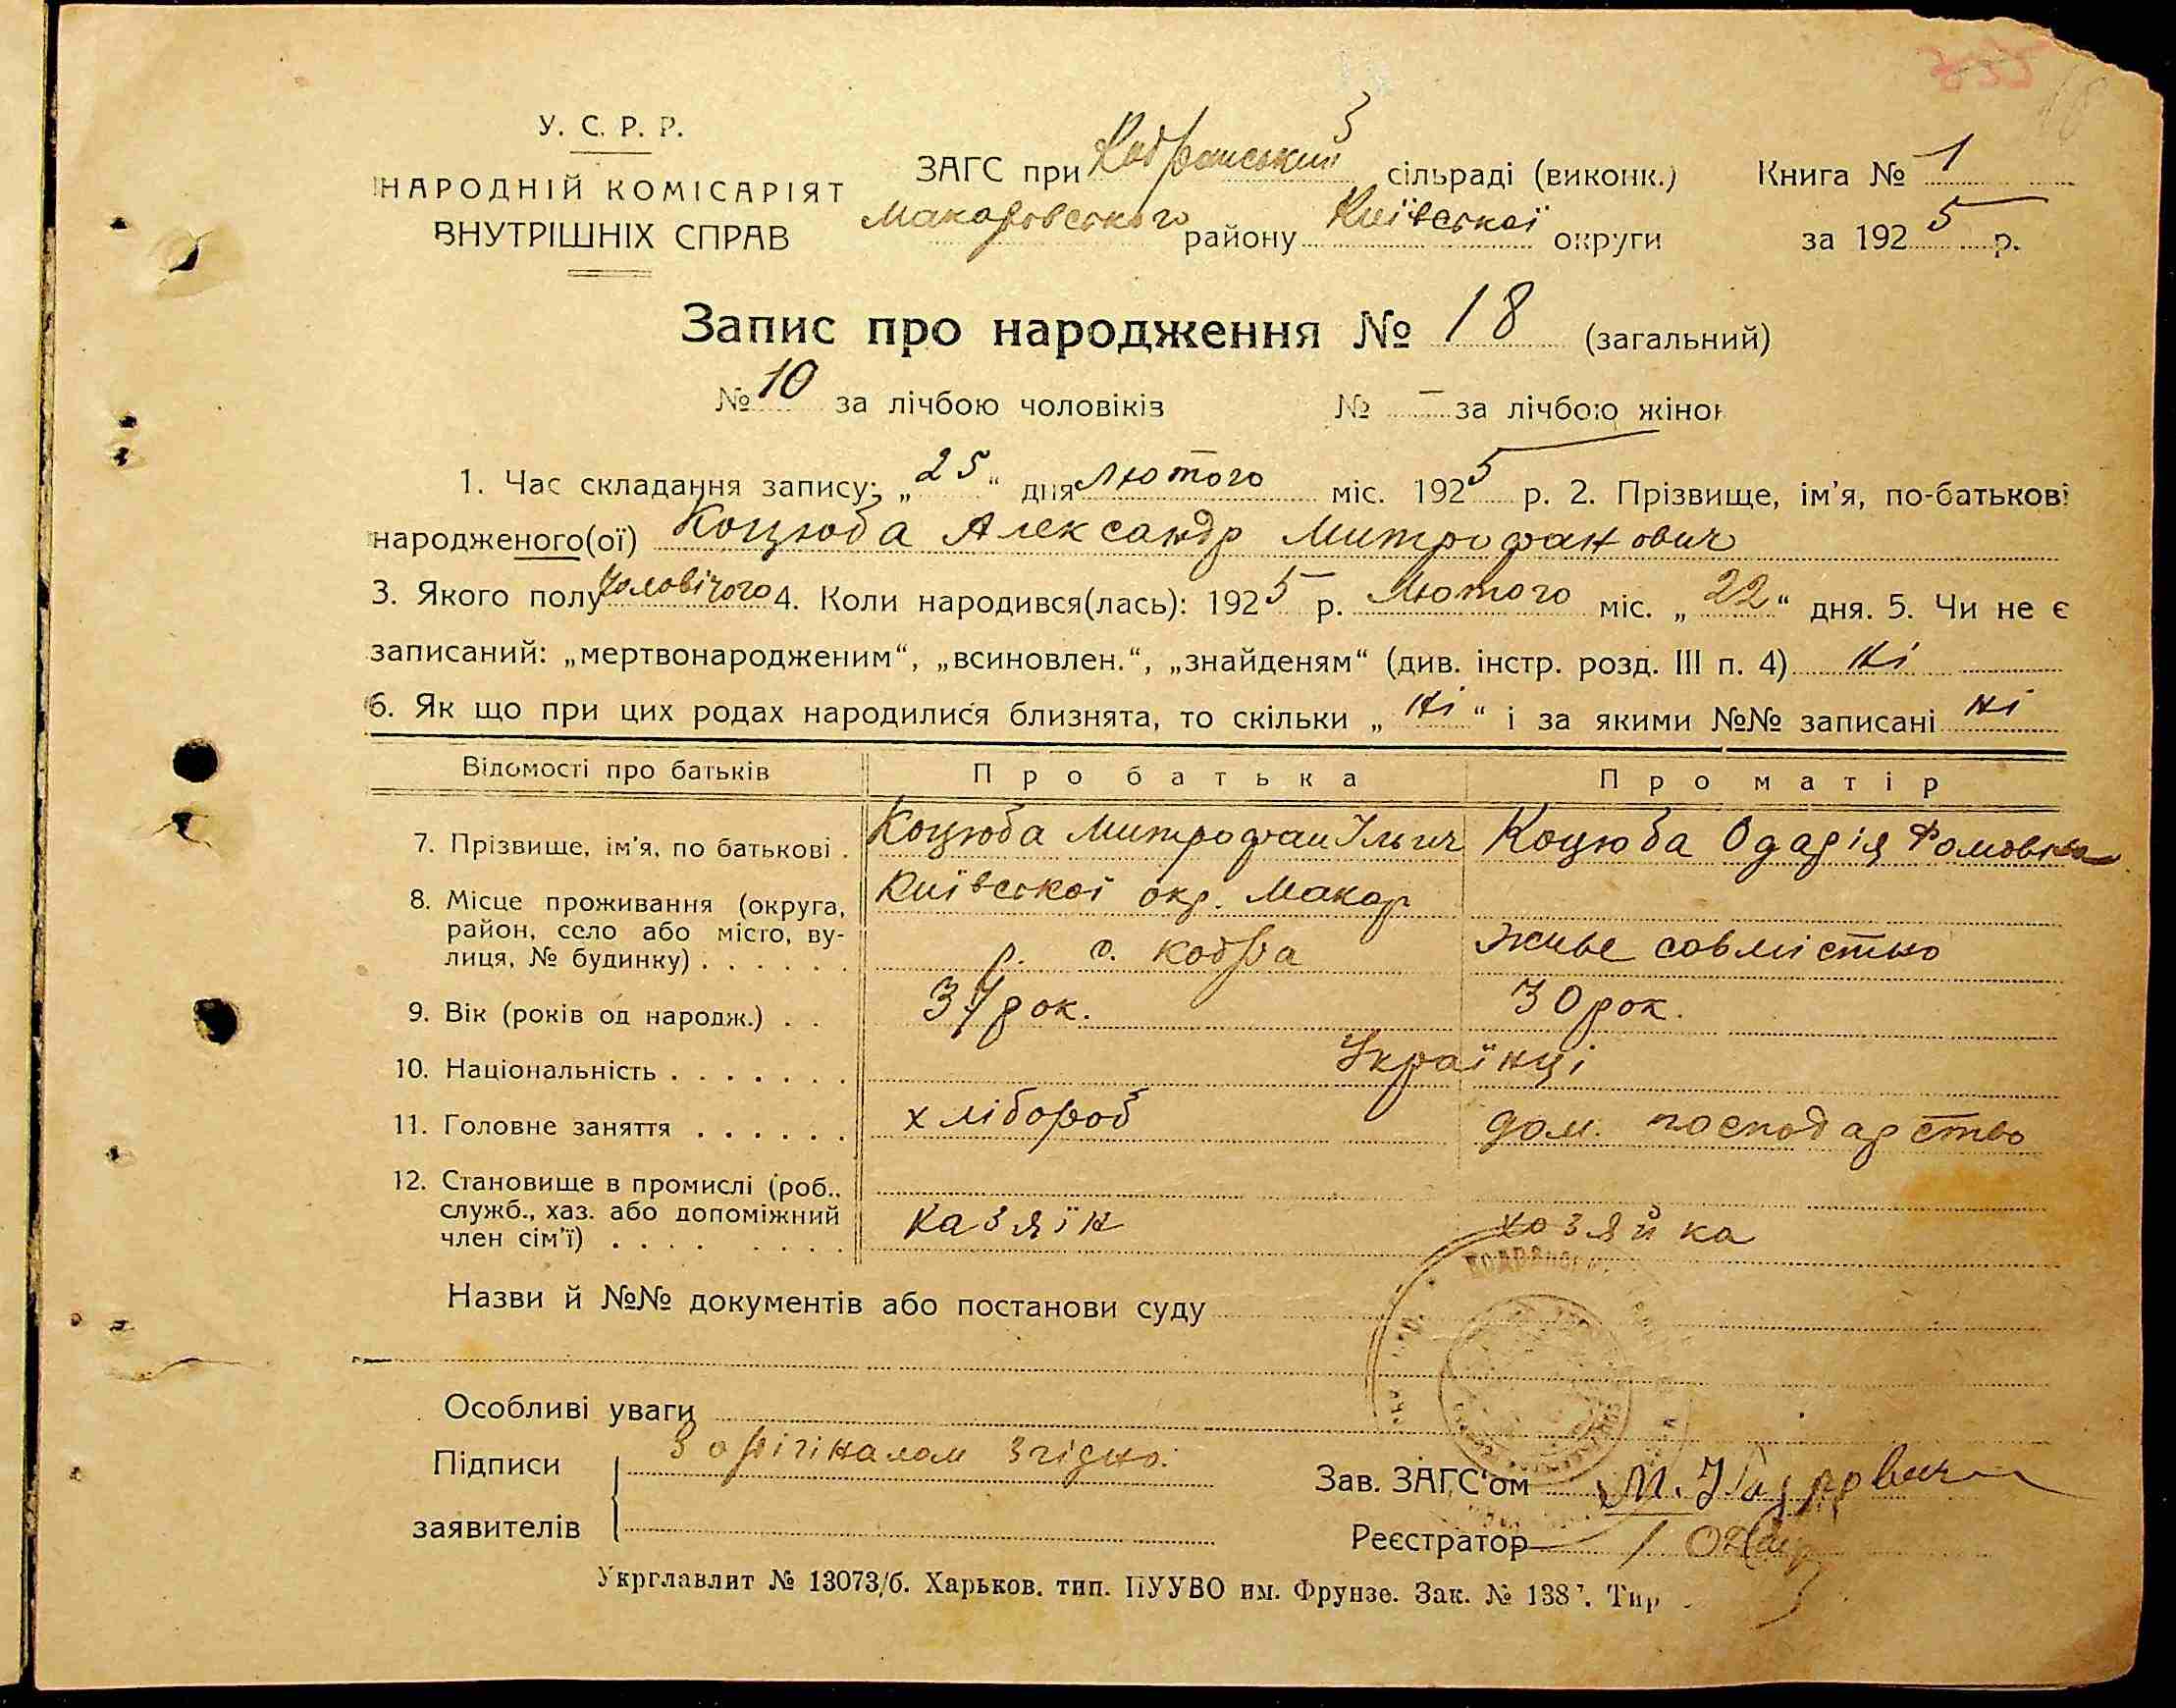 У. С. Р. Р.
НАРОДНІЙ КОМІСАРІЯТ
ВНУТРІШНІХ СПРАВ
ЗАГС при Кодранський сільраді (виконк.)
Макаровського району Київської округи
Книга № 1
за 1925 р.
Запис про народження № 18 (загальний)
№ 10 за лічбою чоловіків № – за лічбою жінок
1. Час складання запису; „25“ дня Лютого міс. 1925 р. 2. Прізвище, ім'я, по-батькові
народженого(ої) Коцюба Александр Митрофанович
3. Якого полу Чоловічого 4. Коли народився(лась): 1925 р. Лютого міс. „22“ дня. 5. Чи не є
записаний: „мертвонародженим“, „всиновлен.“, „знайденям“ (див. інстр. розд. III п. 4) Ні
6. Як що при цих родах народилися близнята, то скільки „Ні“ і за якими №№ записані Ні
Відомості про батьків Про батька Про матір
7. Прізвище, ім'я, по батькові . Коцюба Митрофан Ільич Коцюба Одарія Фомовна
8. Місце проживання (округа, Київської окр. Макар
район, село або місто, ву- р. с. Кодра живе совмістно
лиця, № будинку) . . . . . .
9. Вік (років од народж.) . . 37 рок. 30 рок.
10. Національність . . . . . . . Українці
11. Головне заняття . . . . . . хлібороб дом. господарство
12. Становище в промислі (роб.,
служб., хаз. або допоміжний Хазяїн хозяйка
член сім'ї) . . . . . . . .
Назви й №№ документів або постанови суду
Особливі уваги
Підписи З орігіналом згідно.
заявителів
Зав. ЗАГС'ом
Реєстратор
Укрглавлит № 13073/б. Харьков. тип. ПУУВО им. Фрунзе. Зак. № 138